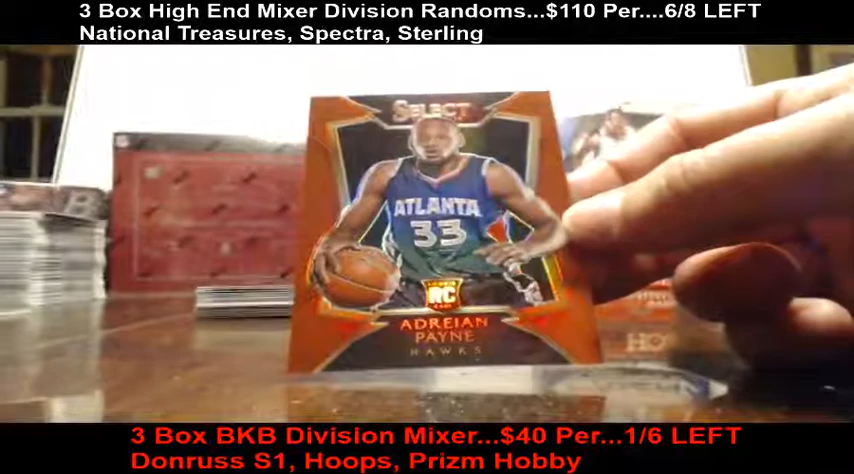 3 Box High End Mixer Division Randoms...$110 Per....6/8 LEFT
National Treasures, Spectra, Sterling
SELECT
ATLANTA
33
RC
ADREIAN
PAYNE
HAWKS
3 Box BKB Division Mixer...$40 Per...1/6 LEFT
Donruss S1, Hoops, Prizm Hobby